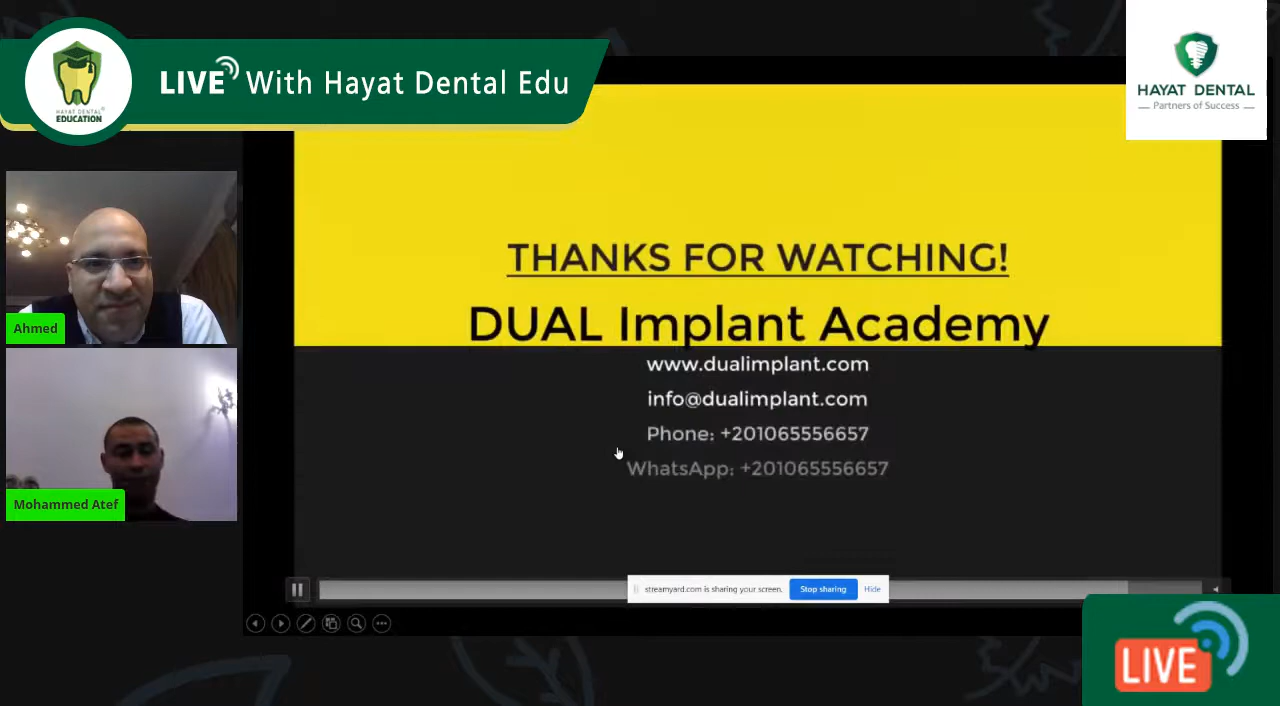 LIVE With Hayat Dental Edu
HAYAT DENTAL
EDUCATION
HAYAT DENTAL
Partners of Success
Ahmed
Mohammed Atef
THANKS FOR WATCHING!
DUAL Implant Academy
www.dualimplant.com
info@dualimplant.com
Phone: +201065556657
WhatsApp: +201065556657
streamyard.com is sharing your screen.
Stop sharing
Hide
LIVE